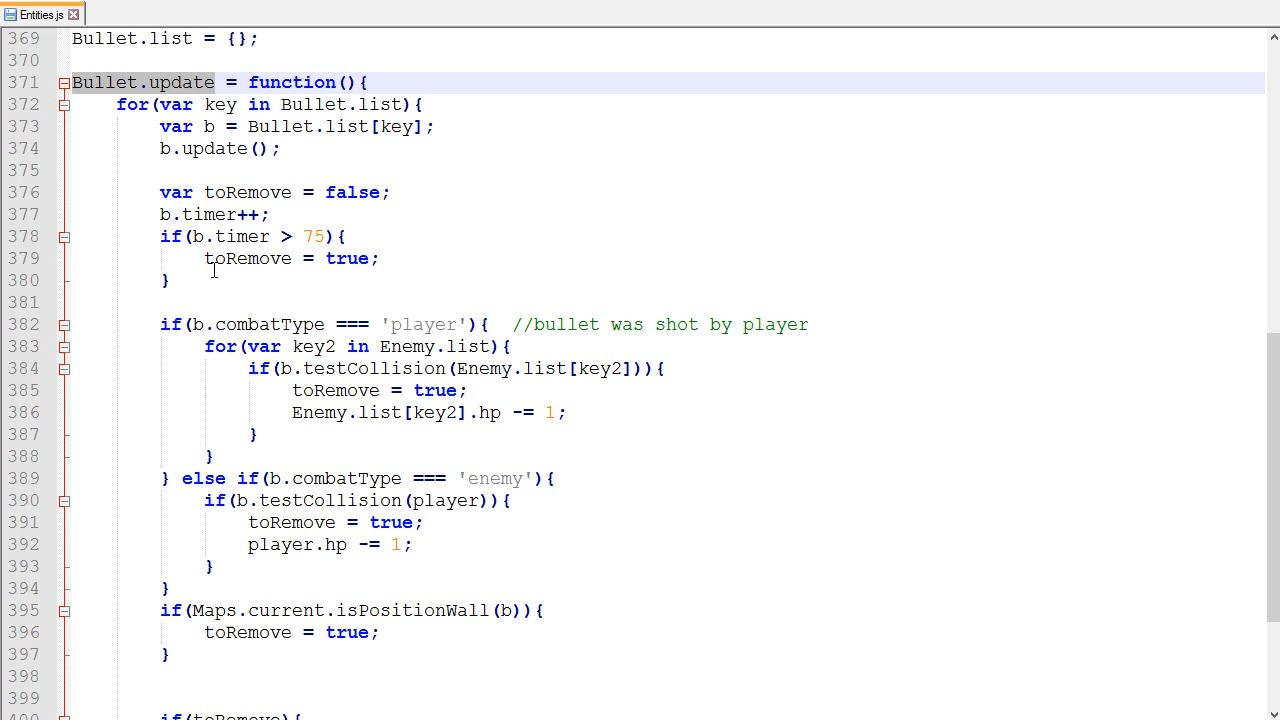 Entities.js
369 Bullet.list = {};
370
371 Bullet.update = function(){
372 for(var key in Bullet.list){
373 var b = Bullet.list[key];
374 b.update();
375
376 var toRemove = false;
377 b.timer++;
378 if(b.timer > 75){
379 toRemove = true;
380 }
381
382 if(b.combatType === 'player'){ //bullet was shot by player
383 for(var key2 in Enemy.list){
384 if(b.testCollision(Enemy.list[key2])){
385 toRemove = true;
386 Enemy.list[key2].hp -= 1;
387 }
388 }
389 } else if(b.combatType === 'enemy'){
390 if(b.testCollision(player)){
391 toRemove = true;
392 player.hp -= 1;
393 }
394 }
395 if(Maps.current.isPositionWall(b)){
396 toRemove = true;
397 }
398
399
400 if(toRemove){